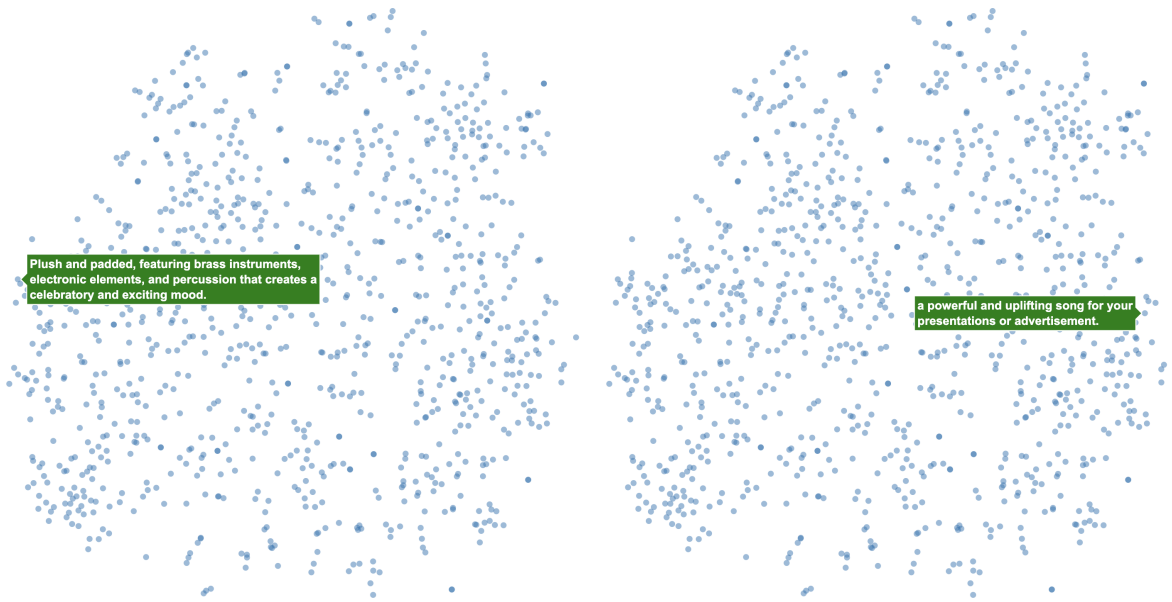 Plush and padded, featuring brass instruments,
electronic elements, and percussion that creates a
celebratory and exciting mood.
a powerful and uplifting song for your
presentations or advertisement.